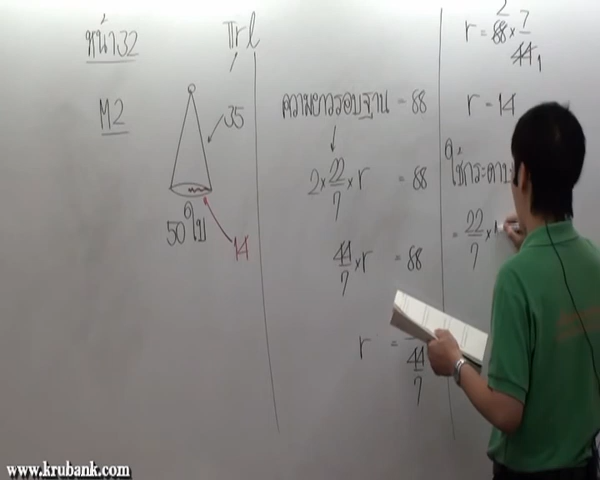 หน้า 32
πrl
M2
35
50 ใบ
14
ความยาวรอบฐาน = 88
2 × 22/7 × r = 88
44/7 × r = 88
r =
44/7
2
r = 88 × 7
44 1
r = 14
ใช้กระดาษ
= 22/7 ×
www.krubank.com